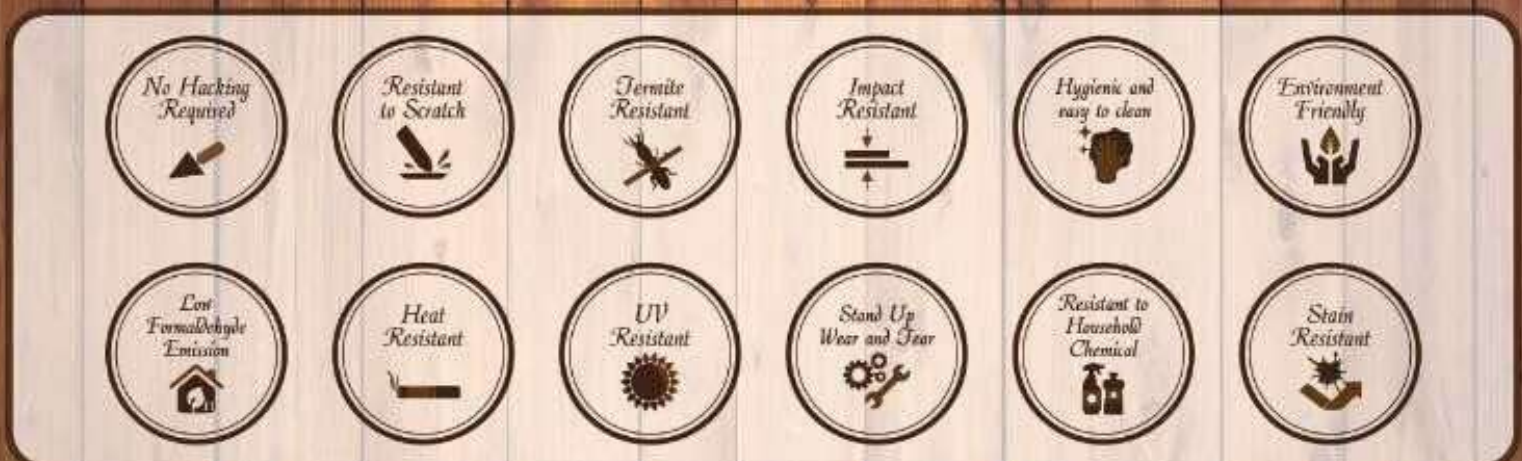 No Hacking
Required
Resistant
to Scratch
Termite
Resistant
Impact
Resistant
Hygienic and
easy to clean
Environment
Friendly
Low
Formaldehyde
Emission
Heat
Resistant
UV
Resistant
Stand Up
Wear and Tear
Resistant to
Household
Chemical
Stain
Resistant